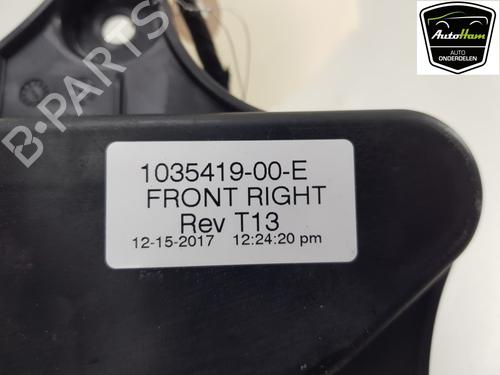 AutoHam
AUTO
ONDERDELEN
B-PARTS
1035419-00-E
FRONT RIGHT
Rev T13
12-15-2017 12:24:20 pm